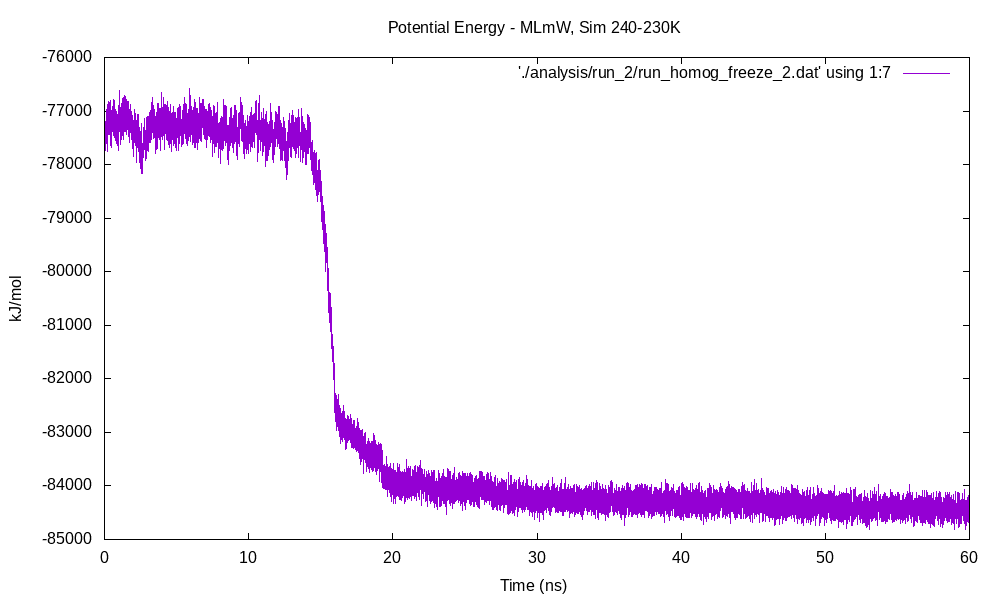 Potential Energy - MLmW, Sim 240-230K
'./analysis/run_2/run_homog_freeze_2.dat' using 1:7
-76000
-77000
-78000
-79000
-80000
-81000
-82000
-83000
-84000
-85000
kJ/mol
0 10 20 30 40 50 60
Time (ns)